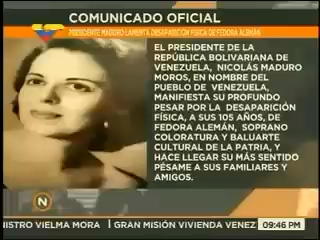 COMUNICADO OFICIAL
PRESIDENTE MADURO LAMENTA DESAPARICIÓN FÍSICA DE FEDORA ALEMÁN
EL PRESIDENTE DE LA
REPÚBLICA BOLIVARIANA DE
VENEZUELA, NICOLÁS MADURO
MOROS, EN NOMBRE DEL
PUEBLO DE VENEZUELA,
MANIFIESTA SU PROFUNDO
PESAR POR LA DESAPARICIÓN
FÍSICA, A SUS 105 AÑOS, DE
FEDORA ALEMÁN, SOPRANO
COLORATURA Y BALUARTE
CULTURAL DE LA PATRIA, Y
HACE LLEGAR SU MÁS SENTIDO
PÉSAME A SUS FAMILIARES Y
AMIGOS.
N
NISTRO VIELMA MORA GRAN MISIÓN VIVIENDA VENEZ 09:46 PM